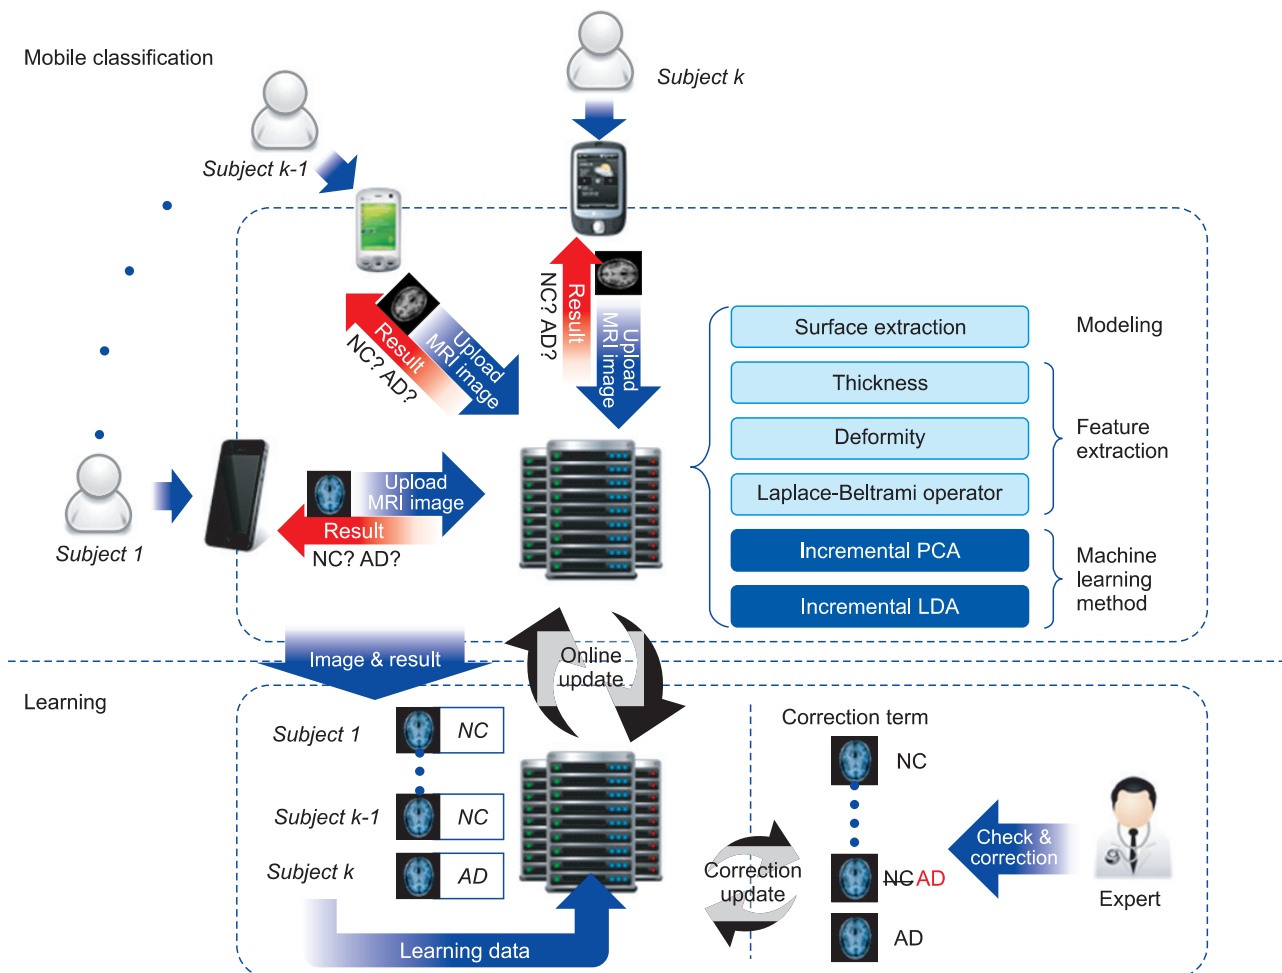 Mobile classification
Subject k
Subject k-1
Result
NC? AD?
Upload
MRI image
Result
NC? AD?
Upload
MRI image
Surface extraction
Modeling
Thickness
Deformity
Laplace-Beltrami operator
Feature
extraction
Incremental PCA
Incremental LDA
Machine
learning
method
Subject 1
Upload
MRI image
Result
NC? AD?
Image & result
Online
update
Learning
Subject 1
NC
Subject k-1
NC
Subject k
AD
Learning data
Correction
update
Correction term
NC
NC AD
AD
Check &
correction
Expert